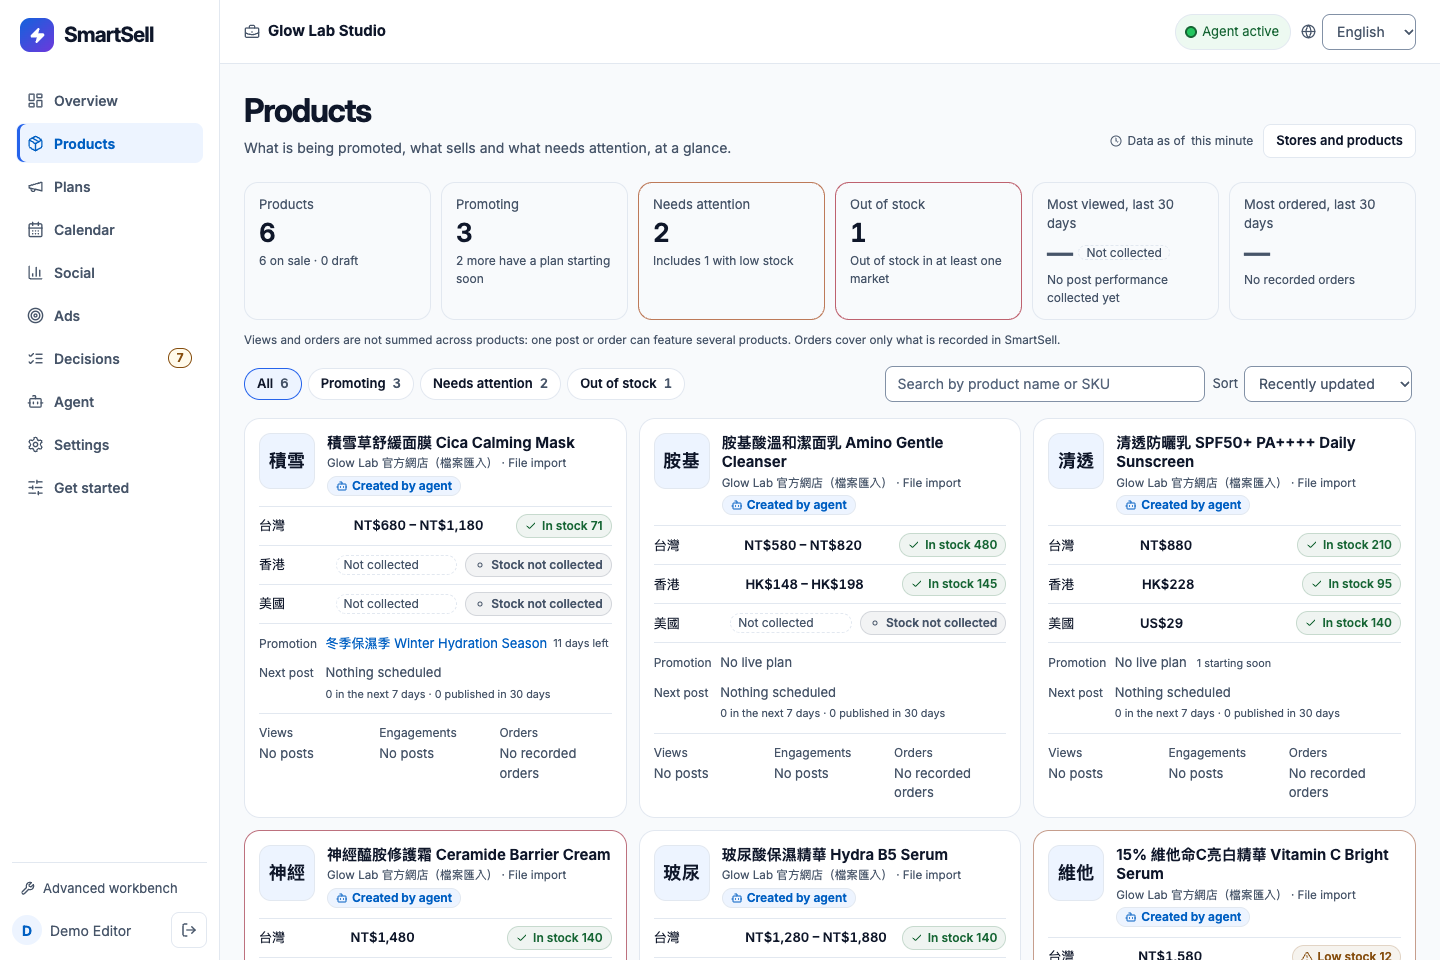 SmartSell
Glow Lab Studio
Agent active
English
Overview
Products
Plans
Calendar
Social
Ads
Decisions 7
Agent
Settings
Get started
Advanced workbench
D Demo Editor
Products
What is being promoted, what sells and what needs attention, at a glance.
Data as of this minute
Stores and products
Products
6
6 on sale · 0 draft
Promoting
3
2 more have a plan starting
soon
Needs attention
2
Includes 1 with low stock
Out of stock
1
Out of stock in at least one
market
Most viewed, last 30
days
— Not collected
No post performance
collected yet
Most ordered, last 30
days
—
No recorded orders
Views and orders are not summed across products: one post or order can feature several products. Orders cover only what is recorded in SmartSell.
All 6
Promoting 3
Needs attention 2
Out of stock 1
Search by product name or SKU
Sort
Recently updated
積雪
積雪草舒緩面膜 Cica Calming Mask
Glow Lab 官方網店（檔案匯入） · File import
Created by agent
台灣 NT$680 – NT$1,180 In stock 71
香港 Not collected Stock not collected
美國 Not collected Stock not collected
Promotion 冬季保濕季 Winter Hydration Season 11 days left
Next post Nothing scheduled
0 in the next 7 days · 0 published in 30 days
Views Engagements Orders
No posts No posts No recorded
orders
胺基
胺基酸溫和潔面乳 Amino Gentle
Cleanser
Glow Lab 官方網店（檔案匯入） · File import
Created by agent
台灣 NT$580 – NT$820 In stock 480
香港 HK$148 – HK$198 In stock 145
美國 Not collected Stock not collected
Promotion No live plan
Next post Nothing scheduled
0 in the next 7 days · 0 published in 30 days
Views Engagements Orders
No posts No posts No recorded
orders
清透
清透防曬乳 SPF50+ PA++++ Daily
Sunscreen
Glow Lab 官方網店（檔案匯入） · File import
Created by agent
台灣 NT$880 In stock 210
香港 HK$228 In stock 95
美國 US$29 In stock 140
Promotion No live plan 1 starting soon
Next post Nothing scheduled
0 in the next 7 days · 0 published in 30 days
Views Engagements Orders
No posts No posts No recorded
orders
神經
神經醯胺修護霜 Ceramide Barrier Cream
Glow Lab 官方網店（檔案匯入） · File import
Created by agent
台灣 NT$1,480 In stock 140
玻尿
玻尿酸保濕精華 Hydra B5 Serum
Glow Lab 官方網店（檔案匯入） · File import
Created by agent
台灣 NT$1,280 – NT$1,880 In stock 140
維他
15% 維他命C亮白精華 Vitamin C Bright
Serum
Glow Lab 官方網店（檔案匯入） · File import
Created by agent
台灣 NT$1,580 Low stock 12